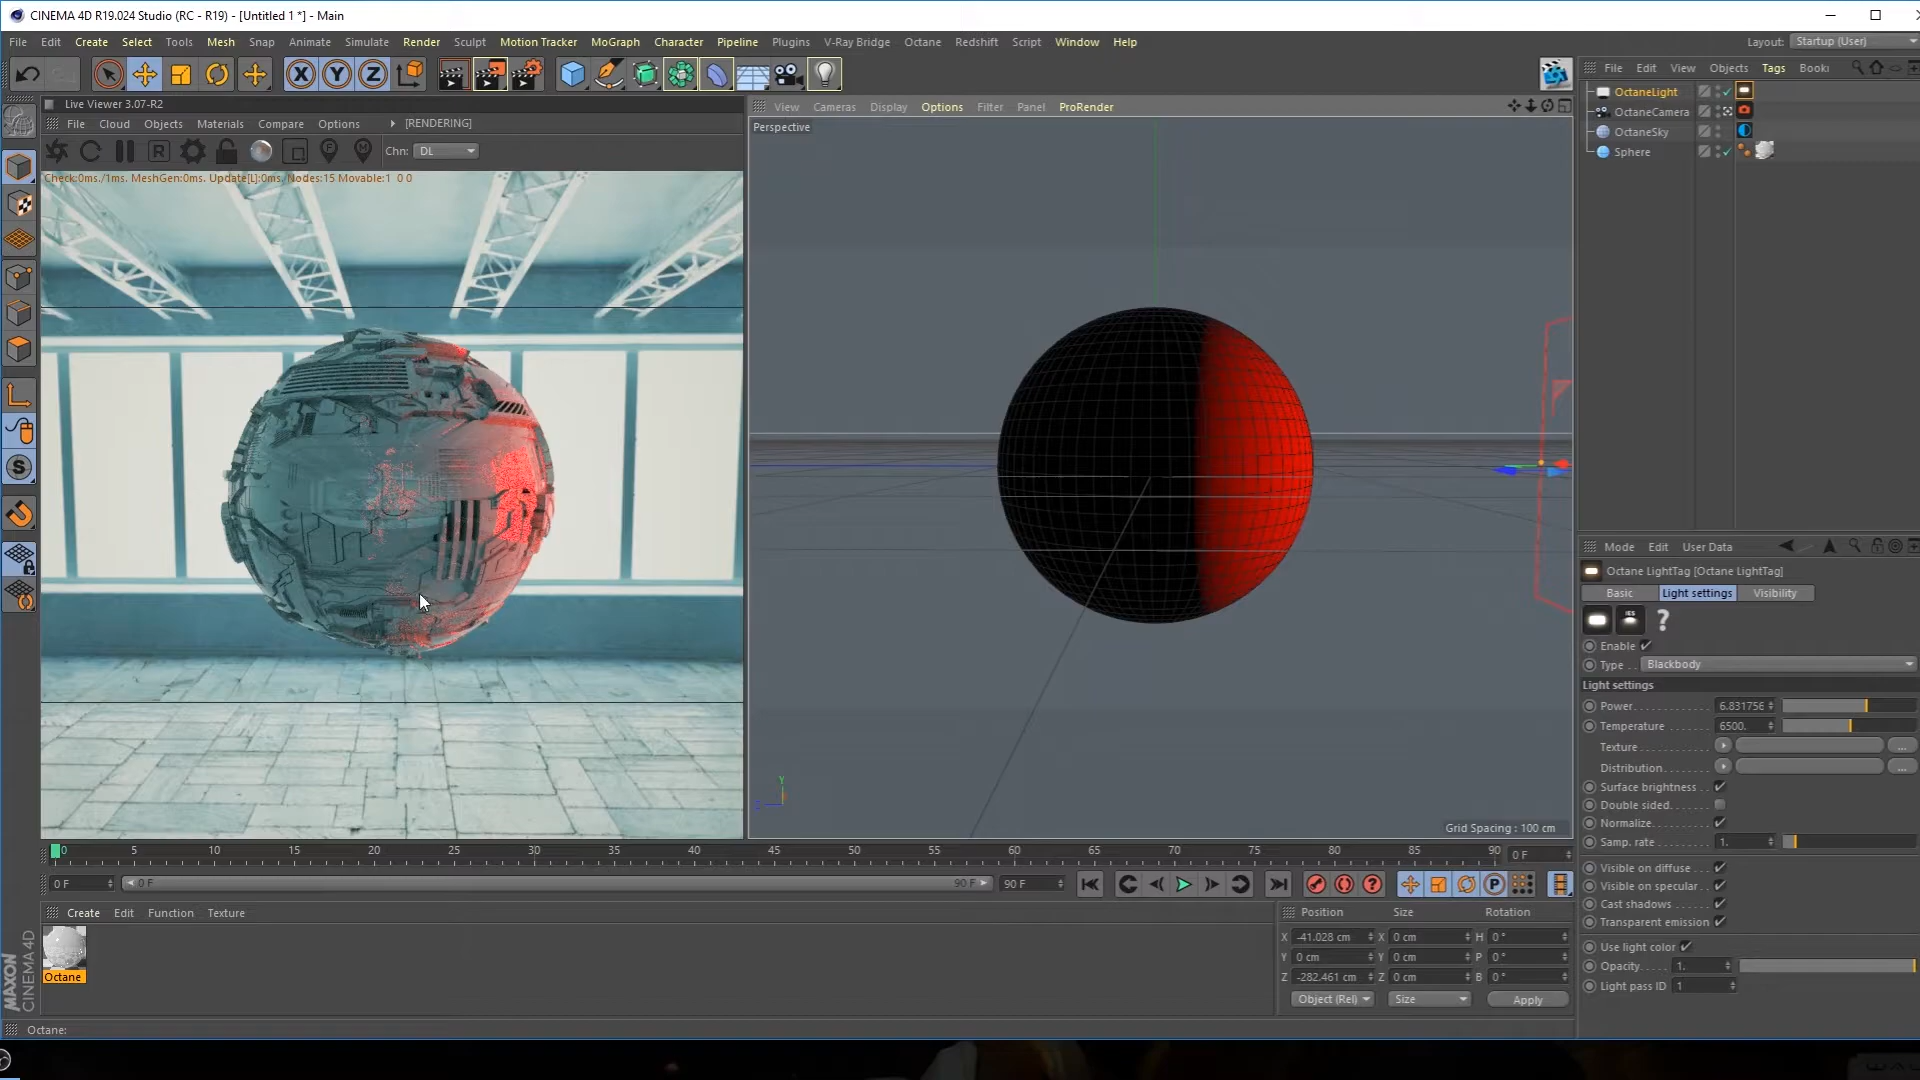 CINEMA 4D R19.024 Studio (RC - R19) - [Untitled 1 *] - Main
File Edit Create Select Tools Mesh Snap Animate Simulate Render Sculpt Motion Tracker MoGraph Character Pipeline Plugins V-Ray Bridge Octane Redshift Script Window Help
Layout: Startup (User)
X Y Z
File Edit View Objects Tags Booki
OctaneLight
OctaneCamera
OctaneSky
Sphere
Live Viewer 3.07-R2
File Cloud Objects Materials Compare Options [RENDERING]
R F M Chn: DL
Check:0ms./1ms. MeshGen:0ms. Update[L]:0ms. Nodes:15 Movable:1 0 0
S
View Cameras Display Options Filter Panel ProRender
Perspective
Y
Z
Grid Spacing : 100 cm
Mode Edit User Data
Octane LightTag [Octane LightTag]
Basic Light settings Visibility
IES ?
Enable
Type . . Blackbody
Light settings
Power 6.831756
Temperature 6500.
Texture ...
Distribution ...
Surface brightness
Double sided
Normalize
Samp. rate 1.
Visible on diffuse
Visible on specular
Cast shadows
Transparent emission
Use light color
Opacity 1.
Light pass ID 1
0 5 10 15 20 25 30 35 40 45 50 55 60 65 70 75 80 85 90 0 F
0 F 0 F 90 F 90 F ? P
Create Edit Function Texture
Octane
Position Size Rotation
X -41.028 cm X 0 cm H 0 °
Y 0 cm Y 0 cm P 0 °
Z -282.461 cm Z 0 cm B 0 °
Object (Rel) Size Apply
MAXON
CINEMA 4D
Octane: